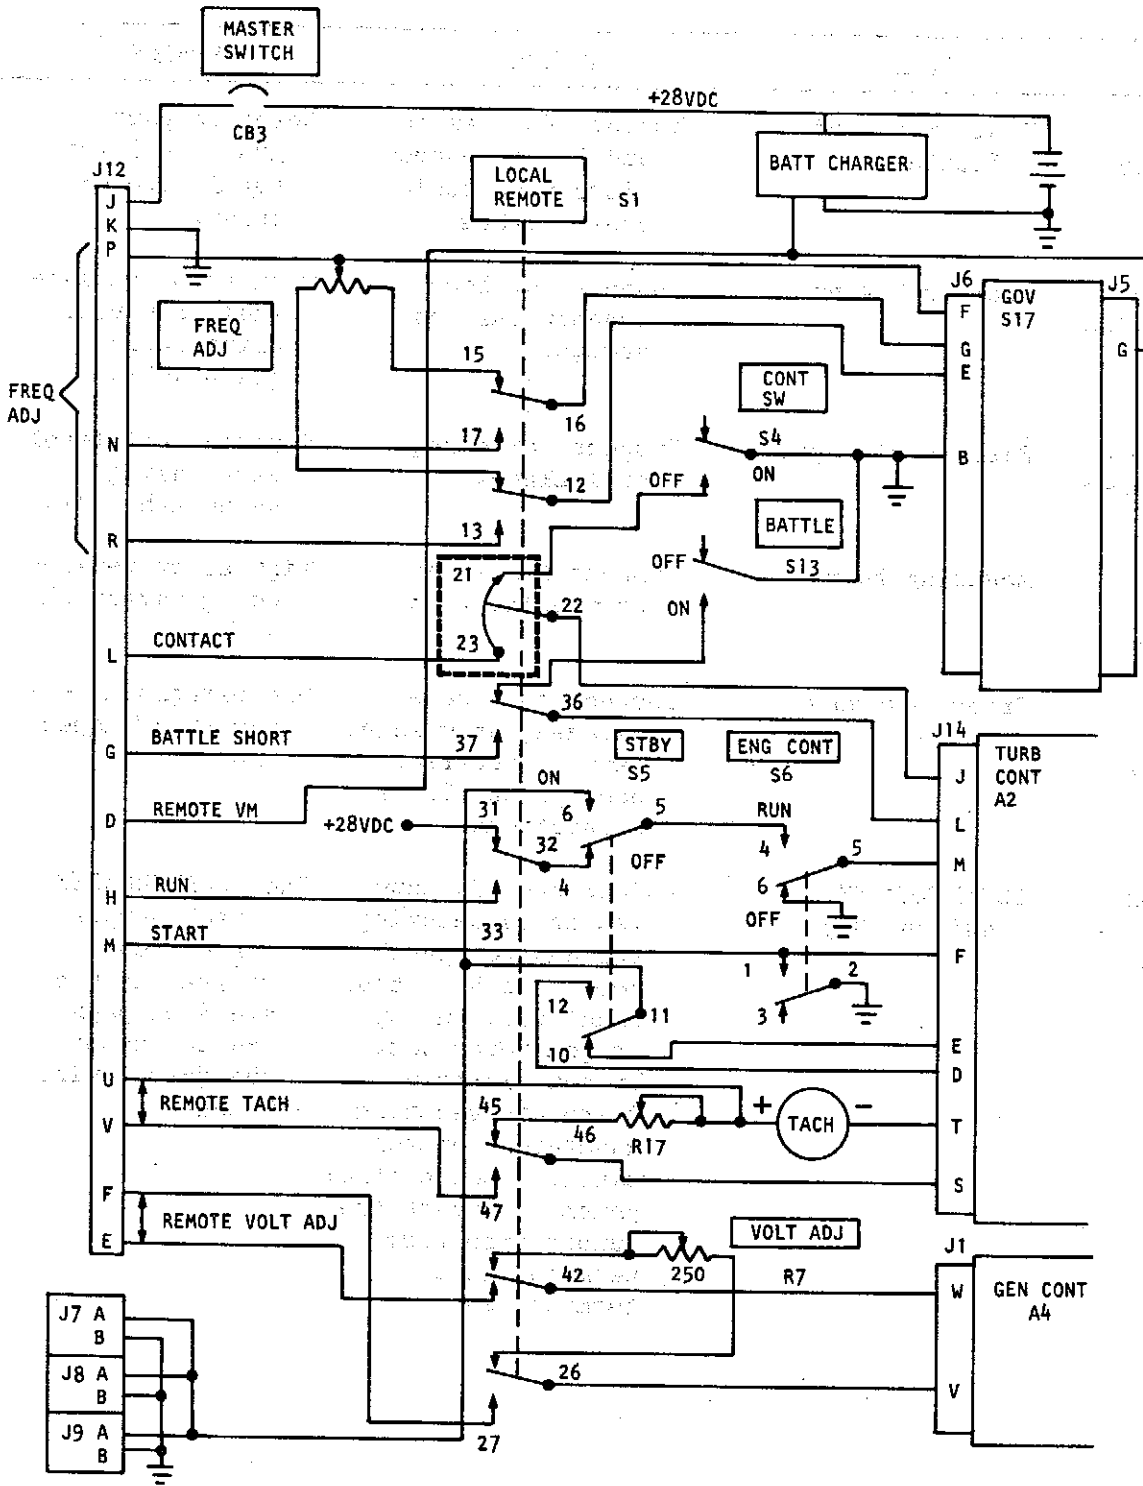 MASTER
SWITCH
+28VDC
CB3
BATT CHARGER
J12
LOCAL
REMOTE
S1
J
K
P
J6
GOV
S17
J5
F
FREQ
ADJ
G
G
E
15
CONT
SW
FREQ
ADJ
16
N
17
S4
B
12
OFF
ON
BATTLE
13
R
OFF
S13
21
22
ON
CONTACT
23
L
36
J14
BATTLE SHORT
37
STBY
ENG CONT
TURB
CONT
A2
G
S5
S6
ON
J
REMOTE VM
31
6
5
RUN
D
+28VDC
L
32
4
5
OFF
M
RUN
4
6
H
OFF
START
33
M
F
1
2
12
11
3
10
E
U
D
REMOTE TACH
45
+
TACH
-
V
46
R17
T
S
F
47
REMOTE VOLT ADJ
VOLT ADJ
E
J1
42
250
R7
W
GEN CONT
A4
J7 A
B
J8 A
B
26
V
J9 A
B
27